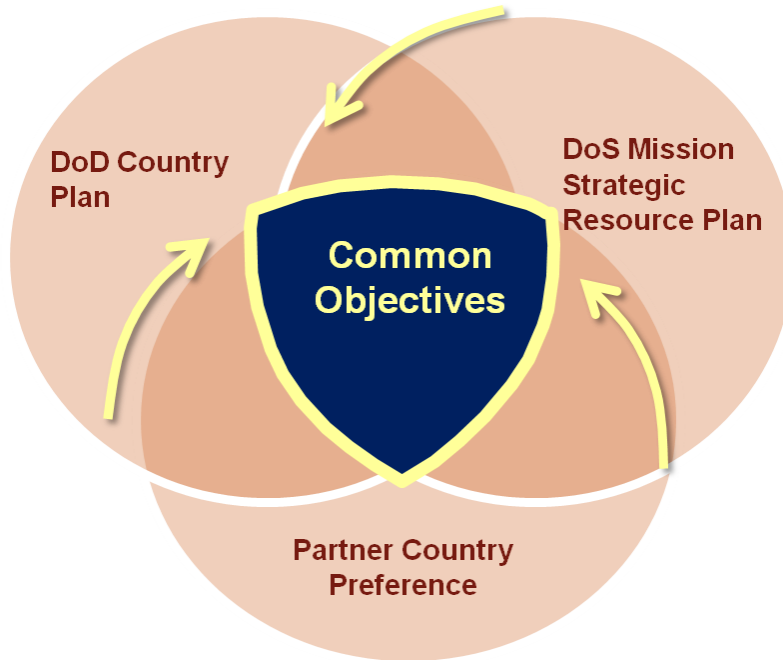 DoD Country
Plan
DoS Mission
Strategic
Resource Plan
Common
Objectives
Partner Country
Preference